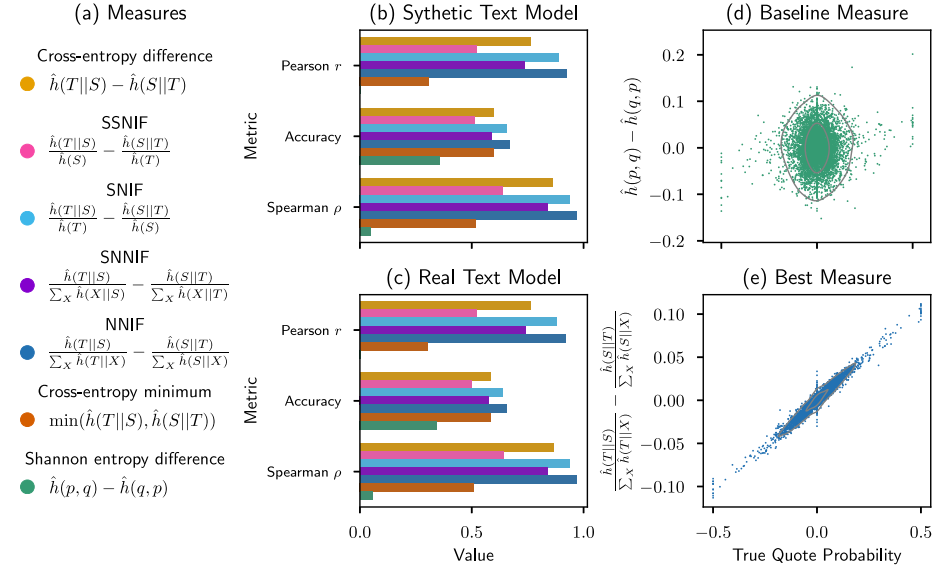 (a) Measures
Cross-entropy difference
ĥ(T||S) − ĥ(S||T)
SSNIF
ĥ(T||S)/ĥ(S) − ĥ(S||T)/ĥ(T)
SNIF
ĥ(T||S)/ĥ(T) − ĥ(S||T)/ĥ(S)
SNNIF
ĥ(T||S)/∑_X ĥ(X||S) − ĥ(S||T)/∑_X ĥ(X||T)
NNIF
ĥ(T||S)/∑_X ĥ(T||X) − ĥ(S||T)/∑_X ĥ(S||X)
Cross-entropy minimum
min(ĥ(T||S), ĥ(S||T))
Shannon entropy difference
ĥ(p, q) − ĥ(q, p)
(b) Sythetic Text Model
Metric
Pearson r
Accuracy
Spearman ρ
(c) Real Text Model
Metric
Pearson r
Accuracy
Spearman ρ
0.0 0.5 1.0
Value
(d) Baseline Measure
ĥ(p, q) − ĥ(q, p)
0.2
0.1
0.0
−0.1
−0.2
(e) Best Measure
ĥ(T||S)/∑_X ĥ(T||X) − ĥ(S||T)/∑_X ĥ(S||X)
0.10
0.05
0.00
−0.05
−0.10
−0.5 0.0 0.5
True Quote Probability